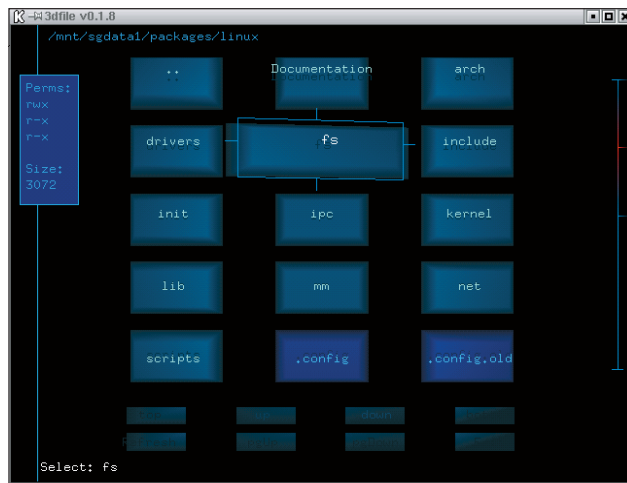 3dfile v0.1.8
/mnt/sgdata1/packages/linux
.. Documentation arch
Perms:
rwx
r-x
r-x
Size:
3072
drivers fs include
init ipc kernel
lib mm net
scripts .config .config.old
down
Select: fs